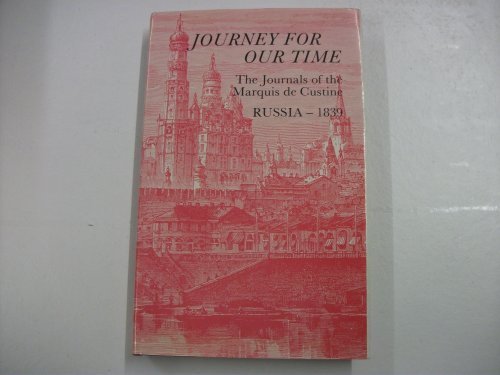 JOURNEY FOR
OUR TIME
The Journals of the
Marquis de Custine
RUSSIA – 1839